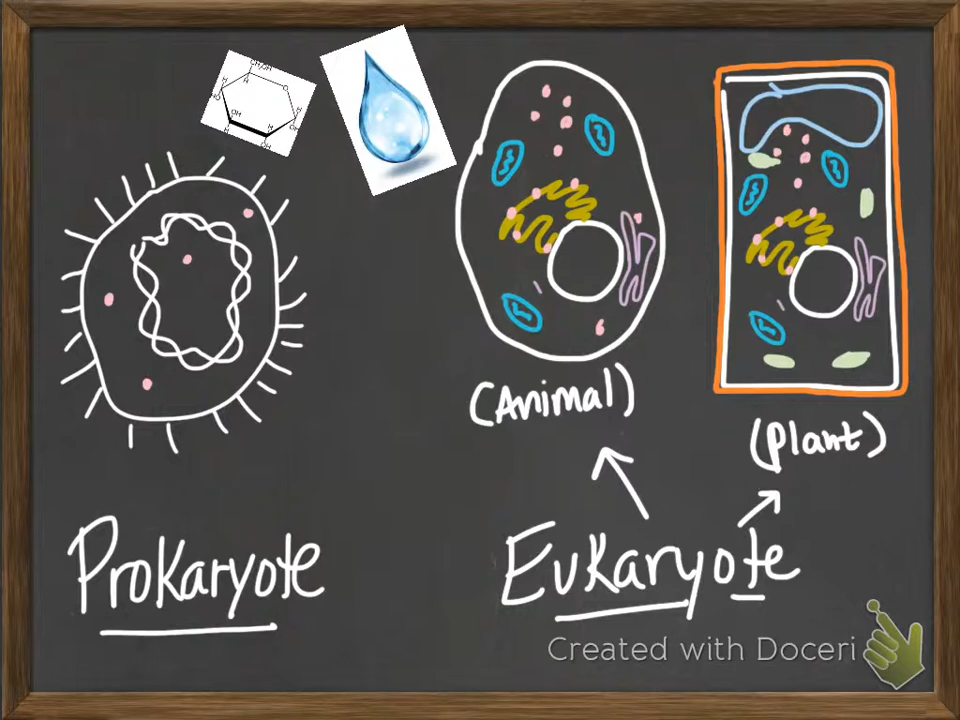 (Animal)
(Plant)
Prokaryote
Eukaryote
Created with Doceri